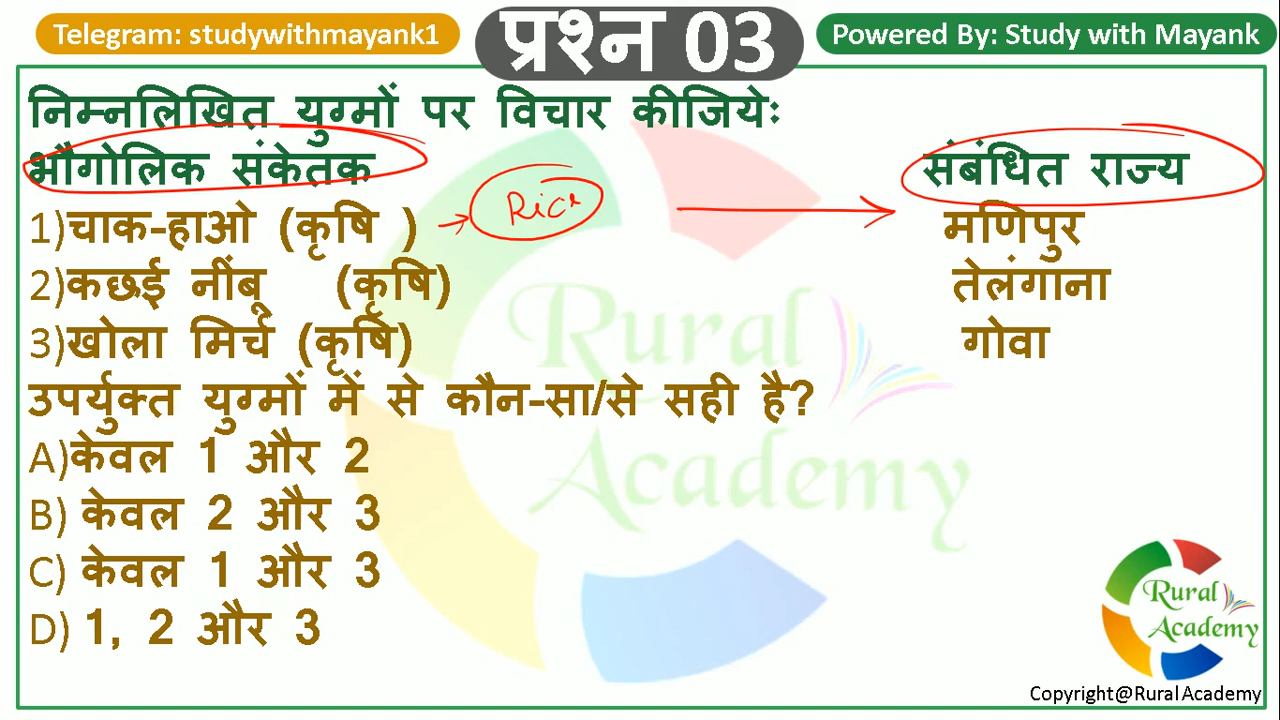 Telegram: studywithmayank1
प्रश्न 03
Powered By: Study with Mayank
निम्नलिखित युग्मों पर विचार कीजियेः
भौगोलिक संकेतक संबंधित राज्य
1)चाक-हाओ (कृषि ) Rice मणिपुर
2)कछई नींबू (कृषि) तेलंगाना
3)खोला मिर्च (कृषि) गोवा
उपर्युक्त युग्मों में से कौन-सा/से सही है?
A)केवल 1 और 2
B) केवल 2 और 3
C) केवल 1 और 3
D) 1, 2 और 3
Rural
Academy
Rural
Academy
Copyright@Rural Academy